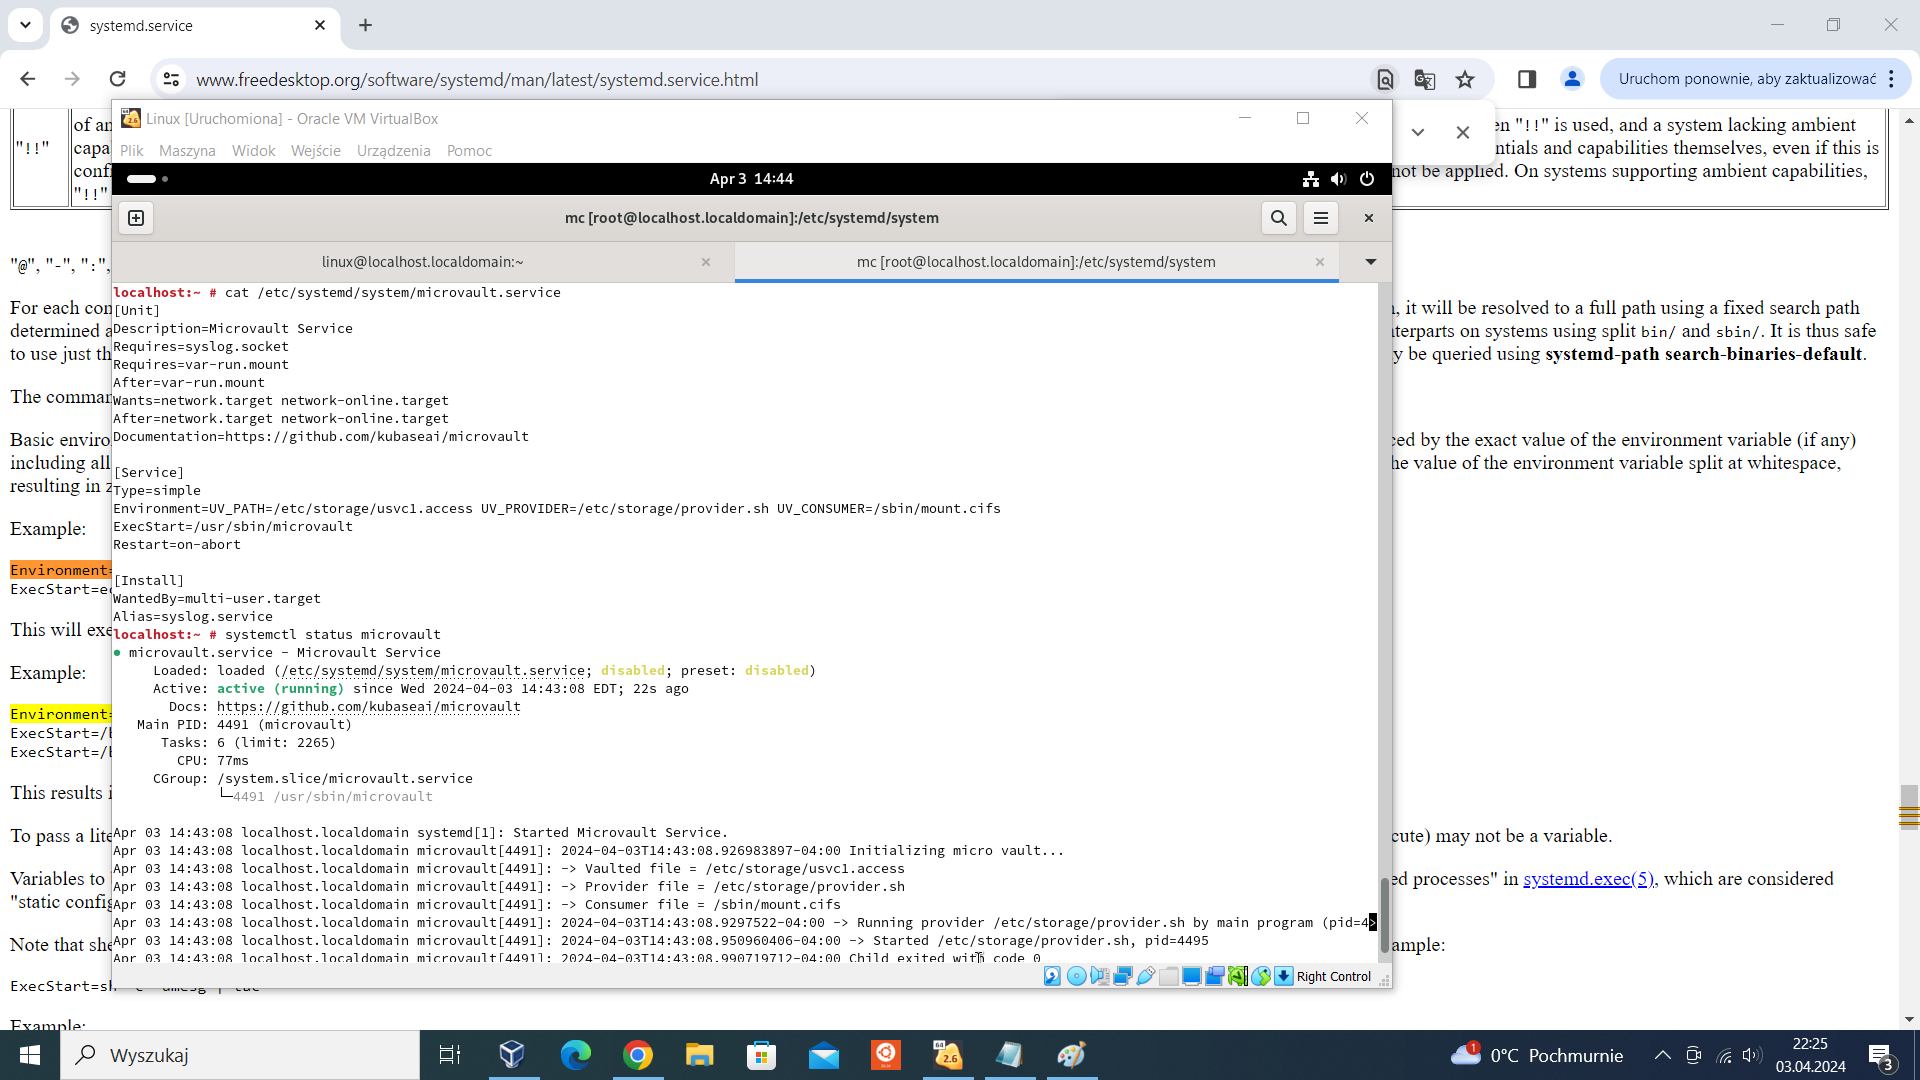 systemd.service
www.freedesktop.org/software/systemd/man/latest/systemd.service.html
Uruchom ponownie, aby zaktualizować
of an
"!!" capa
conf
"!!"
en "!!" is used, and a system lacking ambient
ntials and capabilities themselves, even if this is
not be applied. On systems supporting ambient capabilities,
Linux [Uruchomiona] - Oracle VM VirtualBox
Plik Maszyna Widok Wejście Urządzenia Pomoc
Apr 3 14:44
mc [root@localhost.localdomain]:/etc/systemd/system
linux@localhost.localdomain:~
mc [root@localhost.localdomain]:/etc/systemd/system
localhost:~ # cat /etc/systemd/system/microvault.service
[Unit]
Description=Microvault Service
Requires=syslog.socket
Requires=var-run.mount
After=var-run.mount
Wants=network.target network-online.target
After=network.target network-online.target
Documentation=https://github.com/kubaseai/microvault
[Service]
Type=simple
Environment=UV_PATH=/etc/storage/usvc1.access UV_PROVIDER=/etc/storage/provider.sh UV_CONSUMER=/sbin/mount.cifs
ExecStart=/usr/sbin/microvault
Restart=on-abort
[Install]
WantedBy=multi-user.target
Alias=syslog.service
localhost:~ # systemctl status microvault
● microvault.service - Microvault Service
Loaded: loaded (/etc/systemd/system/microvault.service; disabled; preset: disabled)
Active: active (running) since Wed 2024-04-03 14:43:08 EDT; 22s ago
Docs: https://github.com/kubaseai/microvault
Main PID: 4491 (microvault)
Tasks: 6 (limit: 2265)
CPU: 77ms
CGroup: /system.slice/microvault.service
└─4491 /usr/sbin/microvault
Apr 03 14:43:08 localhost.localdomain systemd[1]: Started Microvault Service.
Apr 03 14:43:08 localhost.localdomain microvault[4491]: 2024-04-03T14:43:08.926983897-04:00 Initializing micro vault...
Apr 03 14:43:08 localhost.localdomain microvault[4491]: -> Vaulted file = /etc/storage/usvc1.access
Apr 03 14:43:08 localhost.localdomain microvault[4491]: -> Provider file = /etc/storage/provider.sh
Apr 03 14:43:08 localhost.localdomain microvault[4491]: -> Consumer file = /sbin/mount.cifs
Apr 03 14:43:08 localhost.localdomain microvault[4491]: 2024-04-03T14:43:08.9297522-04:00 -> Running provider /etc/storage/provider.sh by main program (pid=4>
Apr 03 14:43:08 localhost.localdomain microvault[4491]: 2024-04-03T14:43:08.950960406-04:00 -> Started /etc/storage/provider.sh, pid=4495
Apr 03 14:43:08 localhost.localdomain microvault[4491]: 2024-04-03T14:43:08.990719712-04:00 Child exited with code 0
Right Control
"@", "-", ":",
For each con
determined a
to use just th
The comman
Basic enviro
including all
resulting in z
Example:
Environment=
ExecStart=ec
This will exe
Example:
Environment=
ExecStart=/b
ExecStart=/b
This results i
To pass a lite
Variables to
"static config
Note that she
Example:
n, it will be resolved to a full path using a fixed search path
nterparts on systems using split bin/ and sbin/. It is thus safe
y be queried using systemd-path search-binaries-default.
ced by the exact value of the environment variable (if any)
he value of the environment variable split at whitespace,
cute) may not be a variable.
ed processes" in systemd.exec(5), which are considered
ample:
Wyszukaj
64
2.6
1
0°C Pochmurnie
22:25
03.04.2024
3